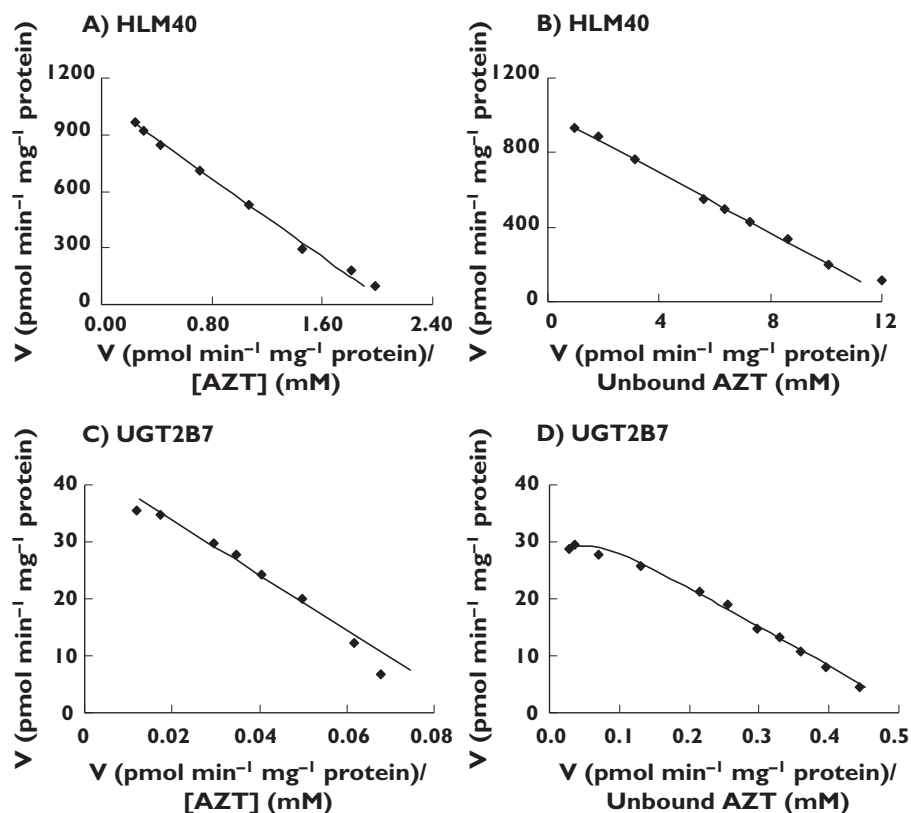 A) HLM40
V (pmol min⁻¹ mg⁻¹ protein)
1200
900
600
300
0
0.00 0.80 1.60 2.40
V (pmol min⁻¹ mg⁻¹ protein)/
[AZT] (mM)
B) HLM40
V (pmol min⁻¹ mg⁻¹ protein)
1200
800
400
0
0 4 8 12
V (pmol min⁻¹ mg⁻¹ protein)/
Unbound AZT (mM)
C) UGT2B7
V (pmol min⁻¹ mg⁻¹ protein)
40
30
20
10
0
0 0.02 0.04 0.06 0.08
V (pmol min⁻¹ mg⁻¹ protein)/
[AZT] (mM)
D) UGT2B7
V (pmol min⁻¹ mg⁻¹ protein)
40
30
20
10
0
0.0 0.1 0.2 0.3 0.4 0.5
V (pmol min⁻¹ mg⁻¹ protein)/
Unbound AZT (mM)